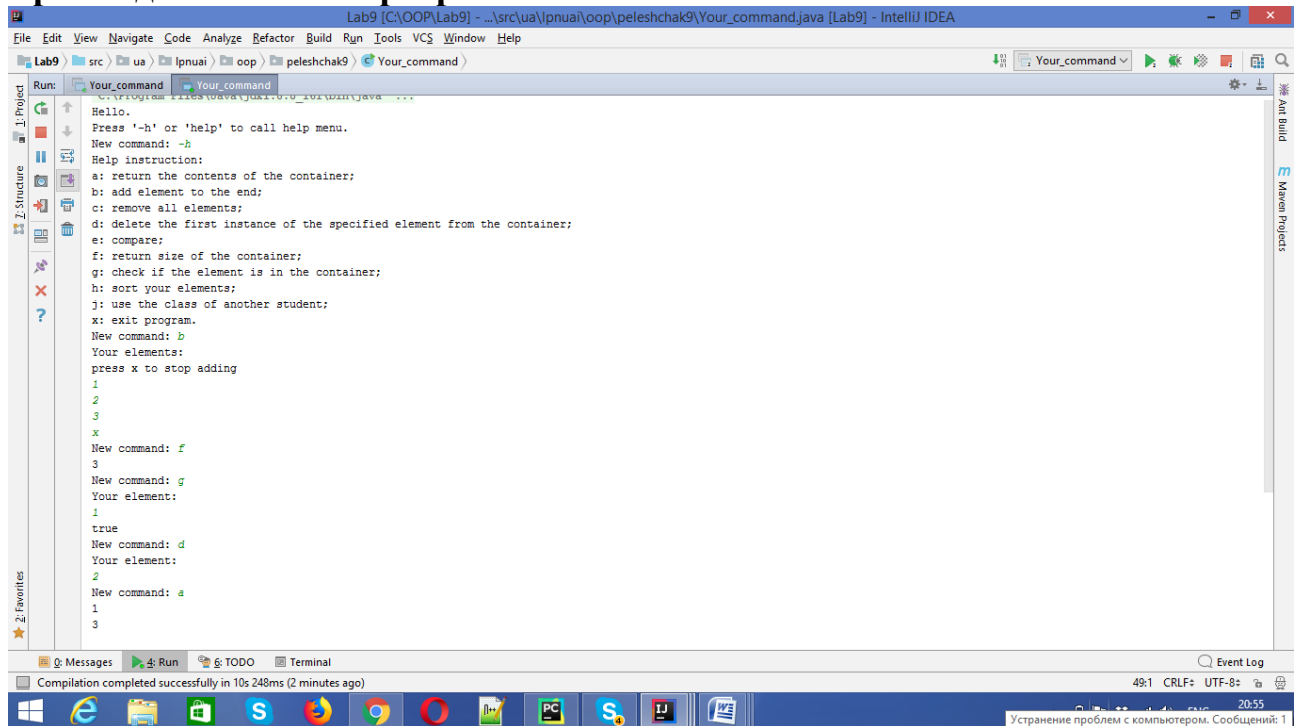 Lab9 [C:\OOP\Lab9] - ...\src\ua\lpnuai\oop\peleshchak9\Your_command.java [Lab9] - IntelliJ IDEA
File Edit View Navigate Code Analyze Refactor Build Run Tools VCS Window Help
Lab9 src ua lpnuai oop peleshchak9 Your_command
Your_command
Run: Your_command Your_command
1: Project
7: Structure
2: Favorites
Ant Build
Maven Projects
Hello.
Press '-h' or 'help' to call help menu.
New command: -h
Help instruction:
a: return the contents of the container;
b: add element to the end;
c: remove all elements;
d: delete the first instance of the specified element from the container;
e: compare;
f: return size of the container;
g: check if the element is in the container;
h: sort your elements;
j: use the class of another student;
x: exit program.
New command: b
Your elements:
press x to stop adding
1
2
3
x
New command: f
3
New command: g
Your element:
1
true
New command: d
Your element:
2
New command: a
1
3
0: Messages 4: Run 6: TODO Terminal Event Log
Compilation completed successfully in 10s 248ms (2 minutes ago) 49:1 CRLF UTF-8
20:55
Устранение проблем с компьютером. Сообщений: 1